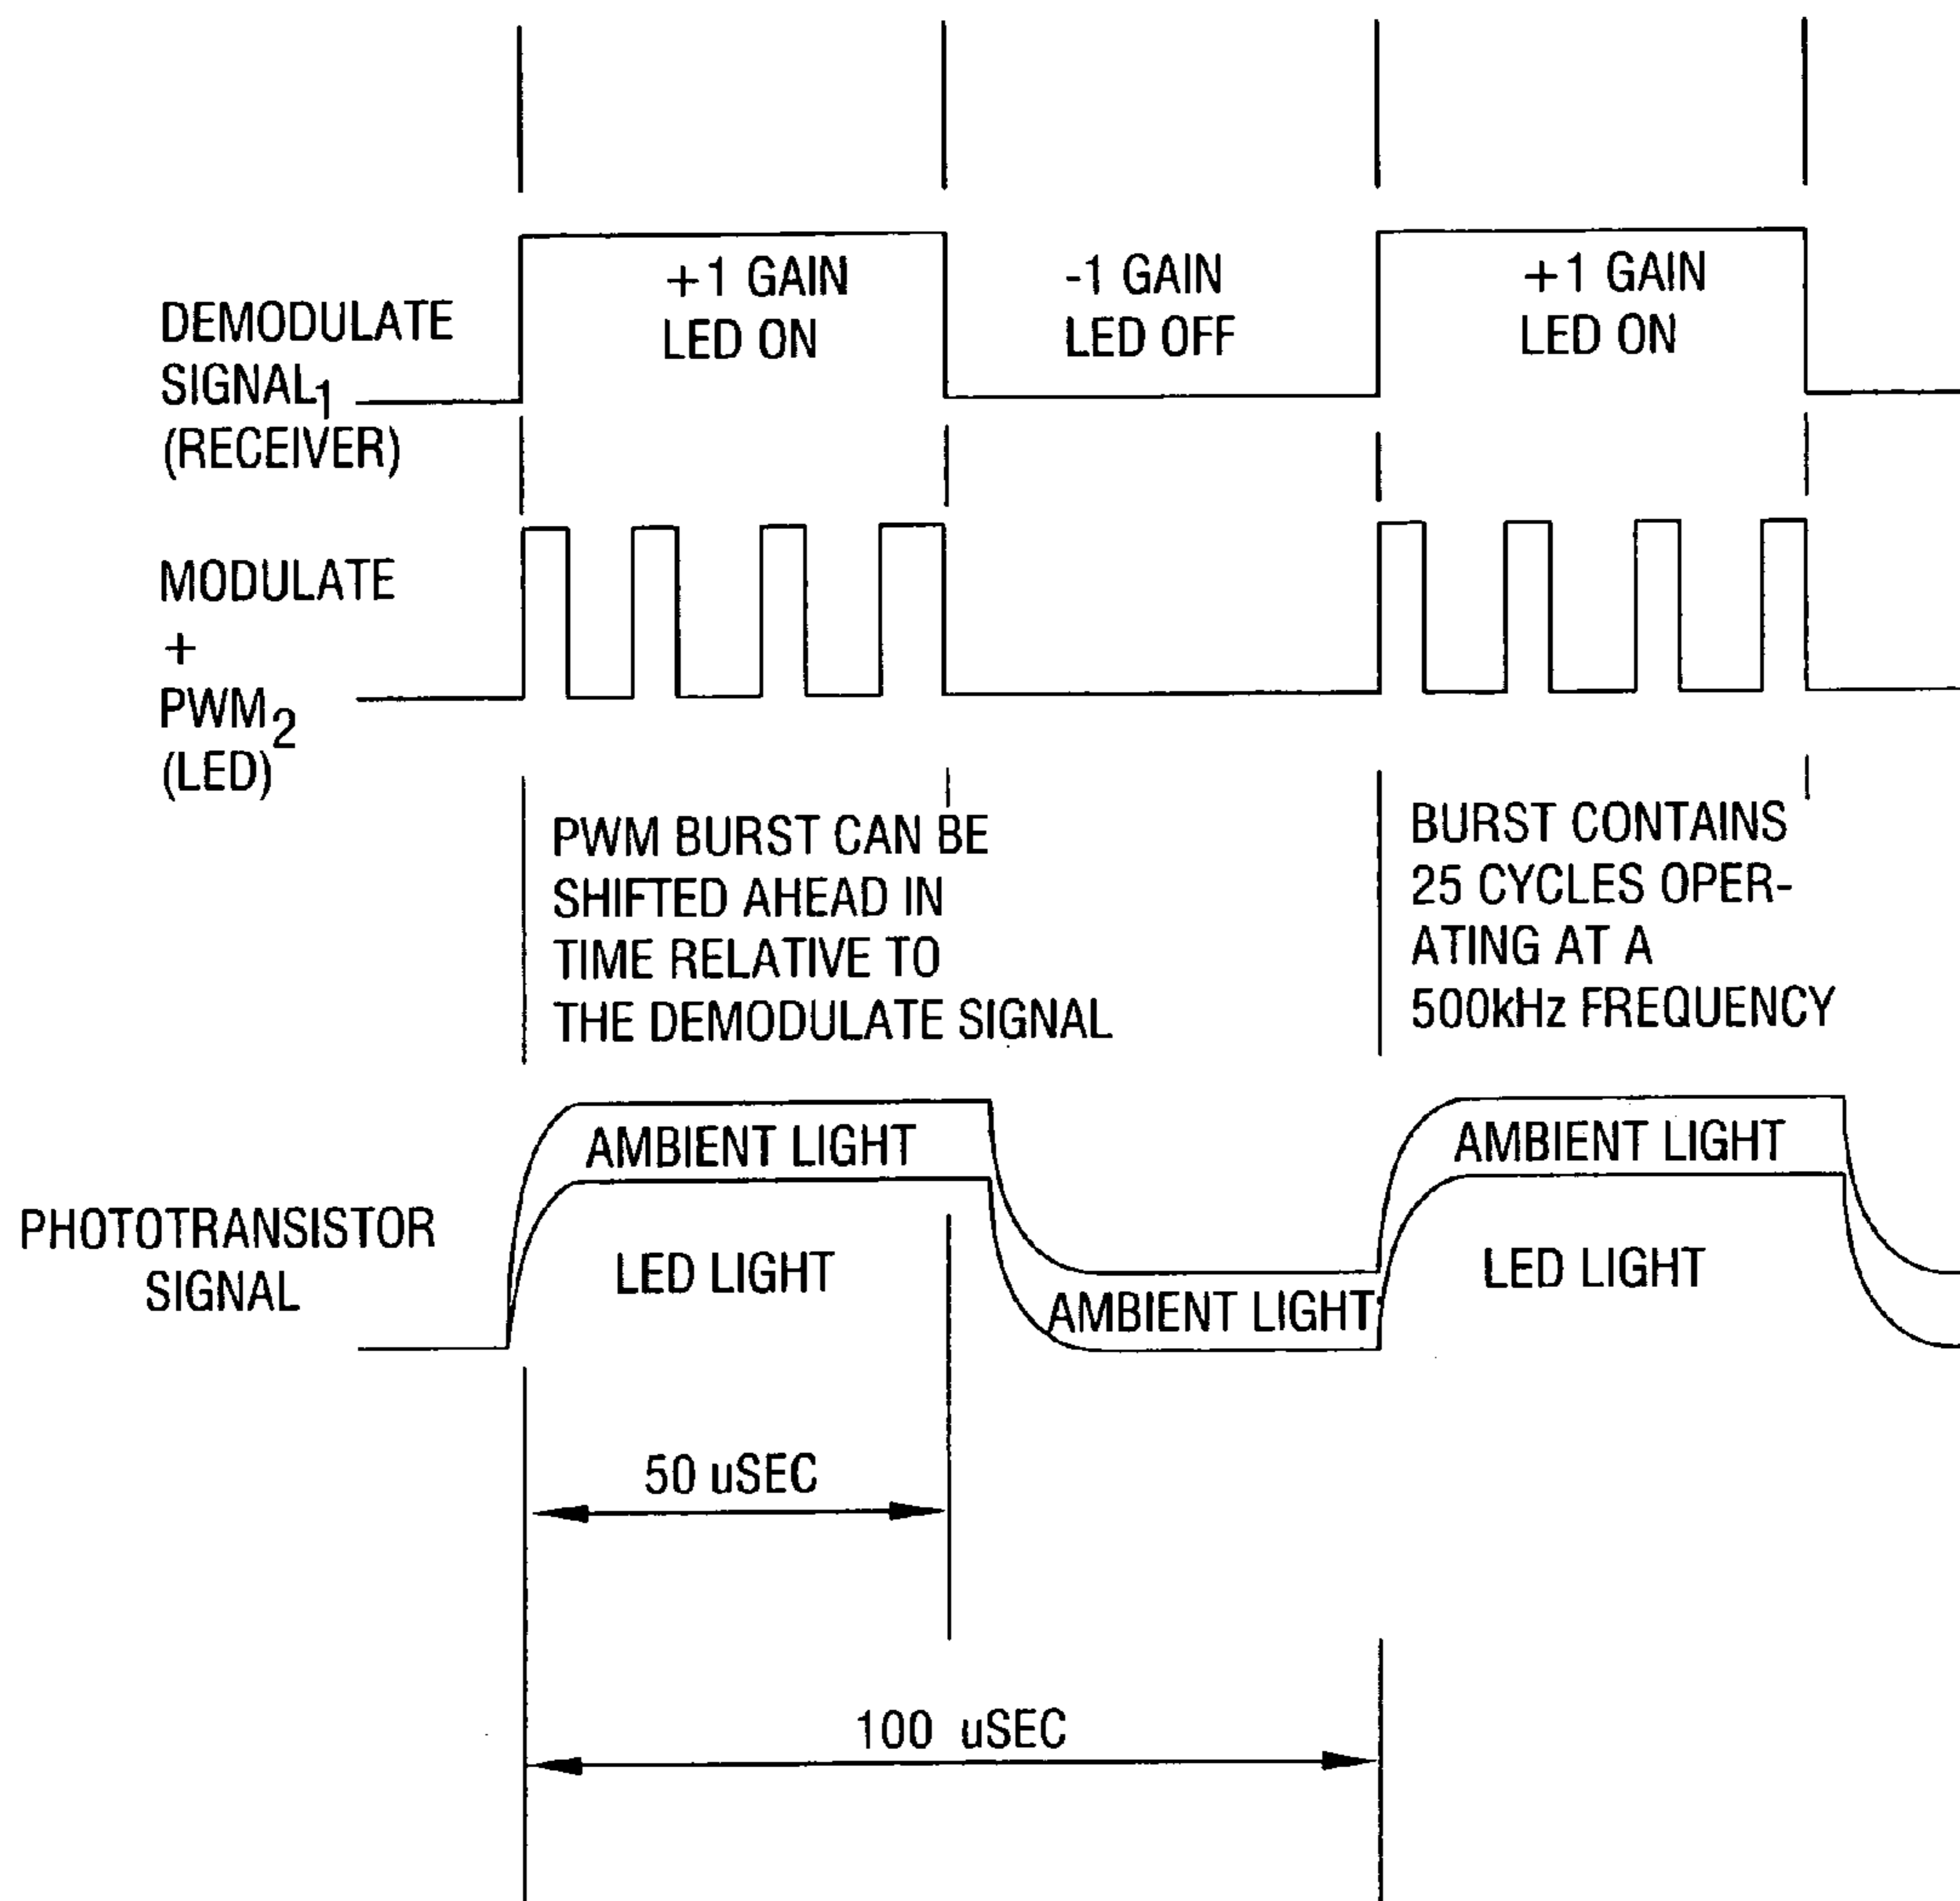 +1 GAIN
LED ON
-1 GAIN
LED OFF
+1 GAIN
LED ON
DEMODULATE
SIGNAL1
(RECEIVER)
MODULATE
+
PWM2
(LED)
PWM BURST CAN BE
SHIFTED AHEAD IN
TIME RELATIVE TO
THE DEMODULATE SIGNAL
BURST CONTAINS
25 CYCLES OPER-
ATING AT A
500kHz FREQUENCY
AMBIENT LIGHT
LED LIGHT
AMBIENT LIGHT
AMBIENT LIGHT
LED LIGHT
PHOTOTRANSISTOR
SIGNAL
50 uSEC
100 uSEC